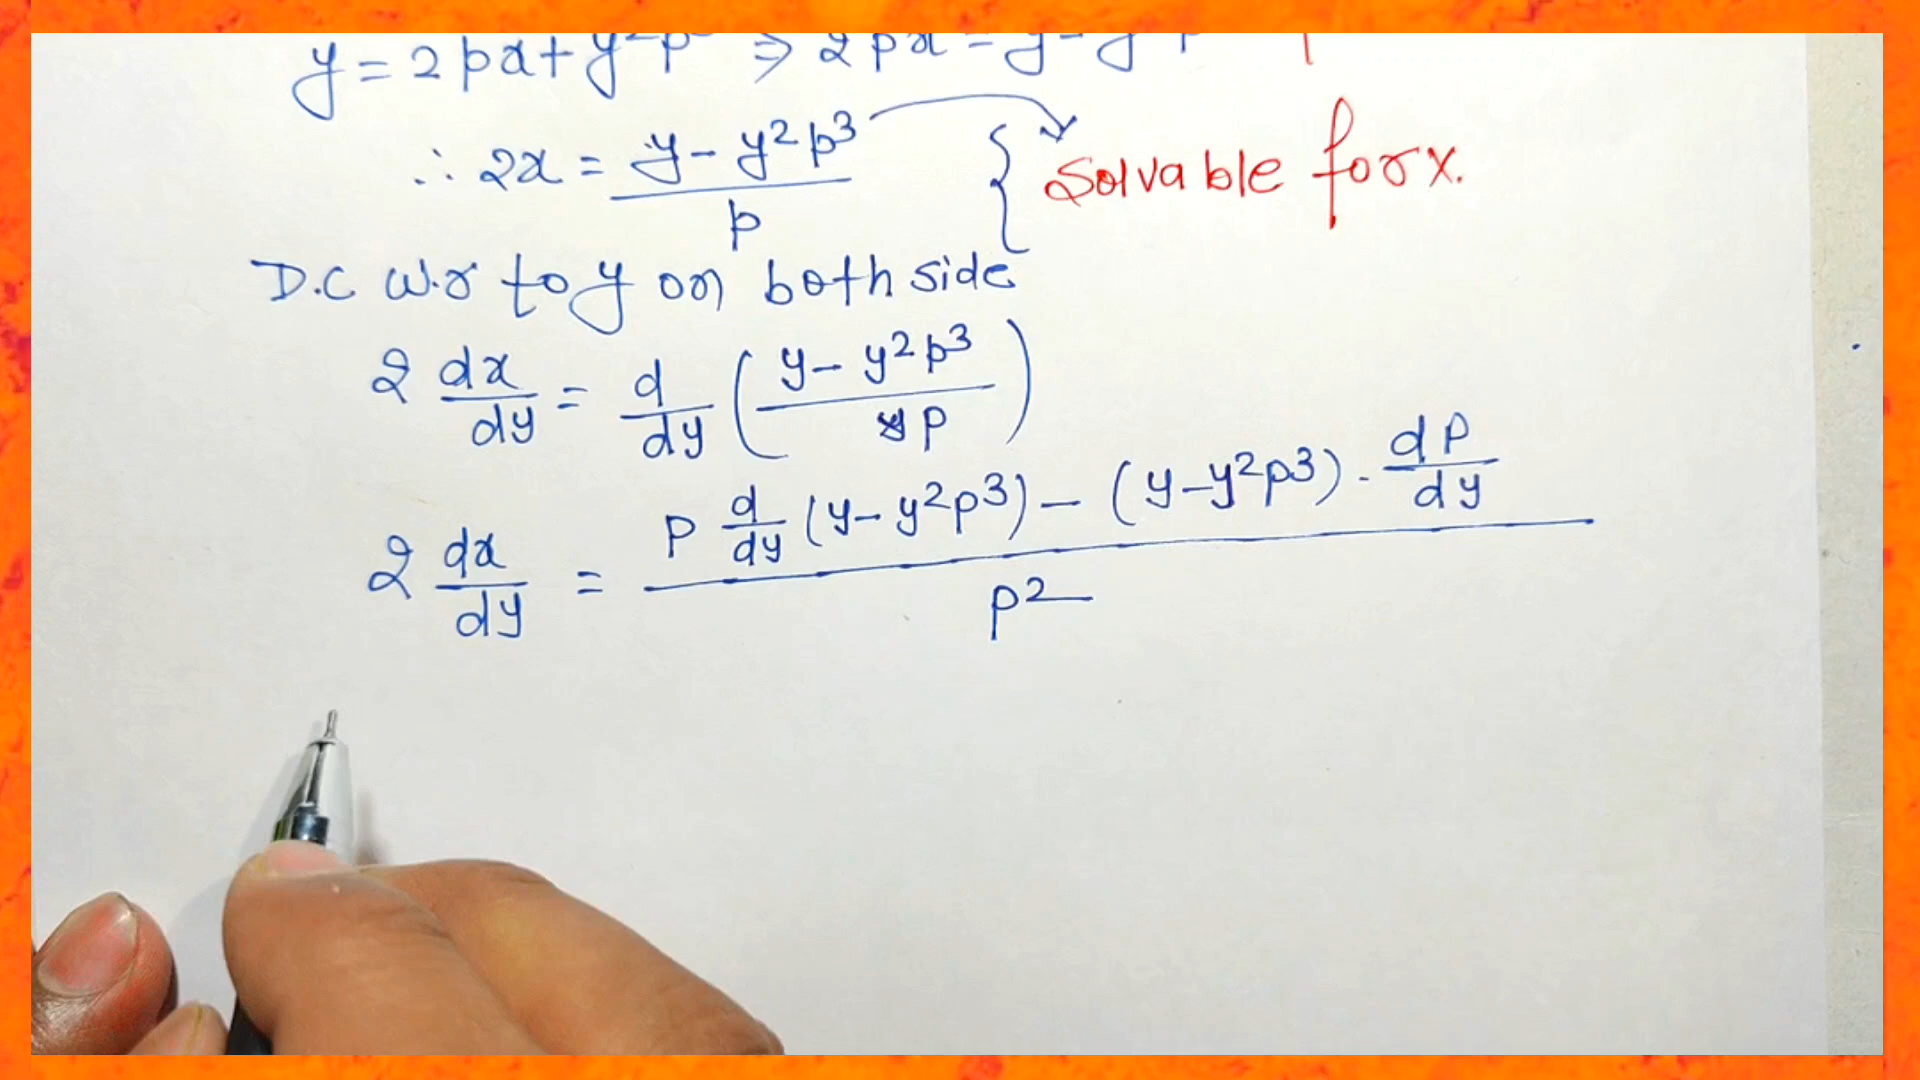 y = 2px + y²p³ ⇒ 2px = y - y²p³
∴ 2x = (y - y²p³)/p { Solvable for x.
D.C w.r to y on both side
2 dx/dy = d/dy ((y - y²p³)/p)
2 dx/dy = (p d/dy (y - y²p³) - (y - y²p³) · dp/dy)/p²